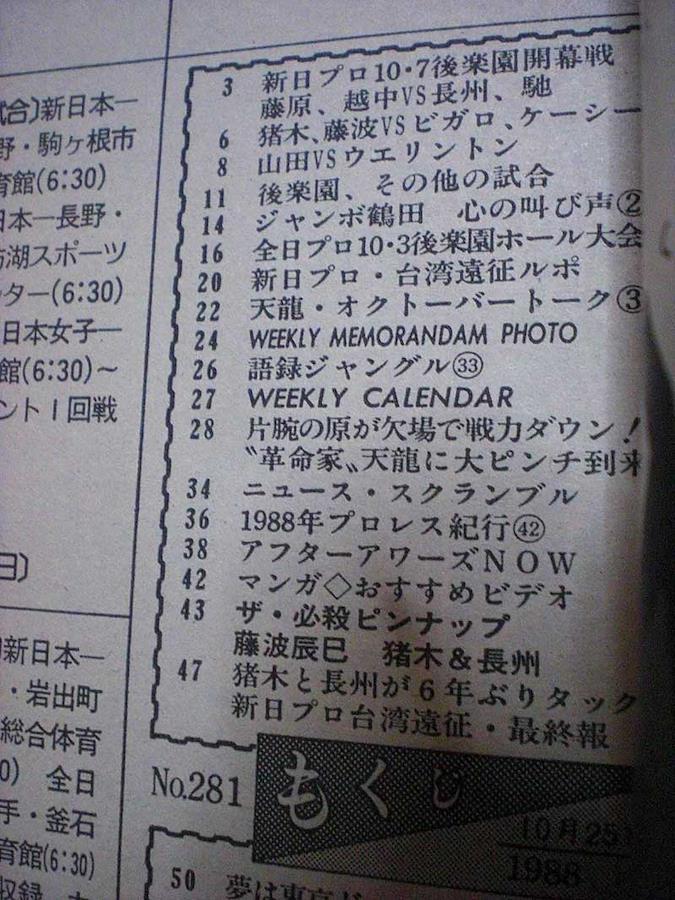 試合)新日本―
野・駒ヶ根市
育館(6:30)
日本―長野・
訪湖スポーツ
ター(6:30)
日本女子―
館(6:30)～
ント1回戦
日)
新日本―
・岩出町
総合体育
0) 全日
手・釜石
育館(6:30)
収録
3 新日プロ10・7後楽園開幕戦
藤原、越中VS長州、馳
6 猪木、藤波VSビガロ、ケーシー
8 山田VSウエリントン
11 後楽園、その他の試合
14 ジャンボ鶴田 心の叫び声②
16 全日プロ10・3後楽園ホール大会
20 新日プロ・台湾遠征ルポ
22 天龍・オクトーバートーク③
24 WEEKLY MEMORANDAM PHOTO
26 語録ジャングル㉝
27 WEEKLY CALENDAR
28 片腕の原が欠場で戦力ダウン!
〝革命家〟天龍に大ピンチ到来
34 ニュース・スクランブル
36 1988年プロレス紀行㊷
38 アフターアワーズNOW
42 マンガ◇おすすめビデオ
43 ザ・必殺ピンナップ
藤波辰巳 猪木&長州
47 猪木と長州が6年ぶりタック
新日プロ台湾遠征・最終報
No.281 もくじ
10月25
1988
50 夢は東京ド